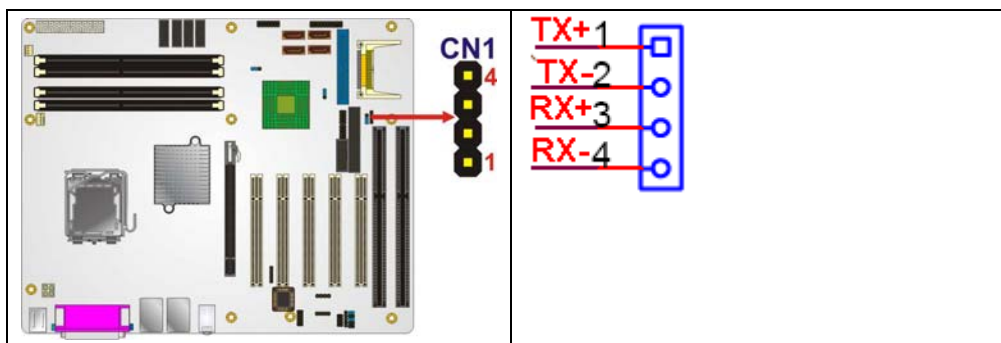 CN1
4
1
TX+ 1
`TX- 2
RX+ 3
RX- 4